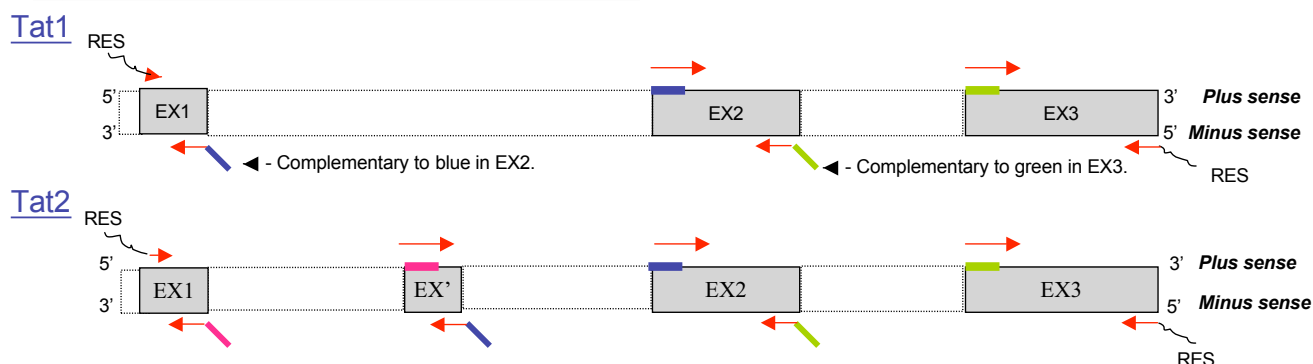 Tat1
RES
5' EX1 EX2 EX3 3' Plus sense
3' 5' Minus sense
- Complementary to blue in EX2. - Complementary to green in EX3.
RES
Tat2
RES
5' EX1 EX' EX2 EX3 3' Plus sense
3' 5' Minus sense
RES